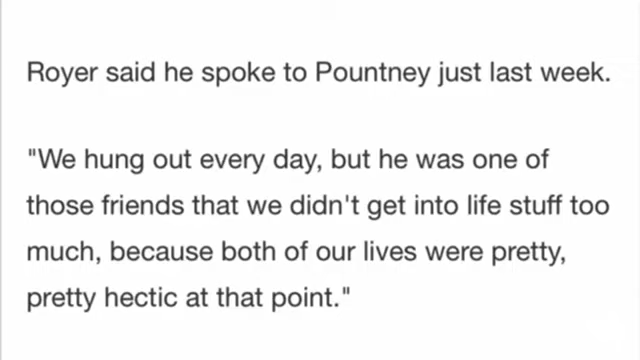 Royer said he spoke to Pountney just last week.
"We hung out every day, but he was one of
those friends that we didn't get into life stuff too
much, because both of our lives were pretty,
pretty hectic at that point."